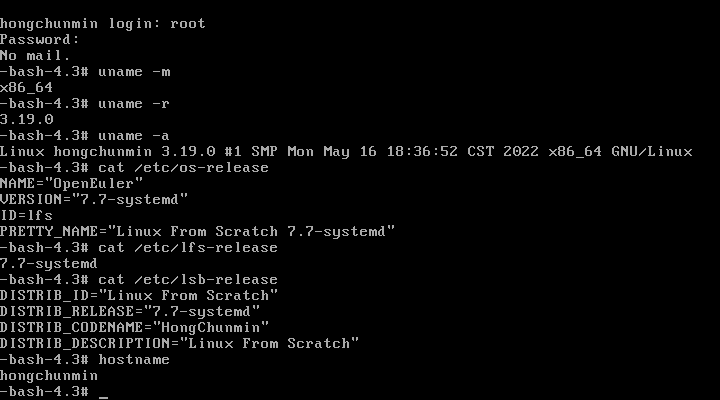 hongchunmin login: root
Password:
No mail.
-bash-4.3# uname -m
x86_64
-bash-4.3# uname -r
3.19.0
-bash-4.3# uname -a
Linux hongchunmin 3.19.0 #1 SMP Mon May 16 18:36:52 CST 2022 x86_64 GNU/Linux
-bash-4.3# cat /etc/os-release
NAME="OpenEuler"
VERSION="7.7-systemd"
ID=lfs
PRETTY_NAME="Linux From Scratch 7.7-systemd"
-bash-4.3# cat /etc/lfs-release
7.7-systemd
-bash-4.3# cat /etc/lsb-release
DISTRIB_ID="Linux From Scratch"
DISTRIB_RELEASE="7.7-systemd"
DISTRIB_CODENAME="HongChunmin"
DISTRIB_DESCRIPTION="Linux From Scratch"
-bash-4.3# hostname
hongchunmin
-bash-4.3# _